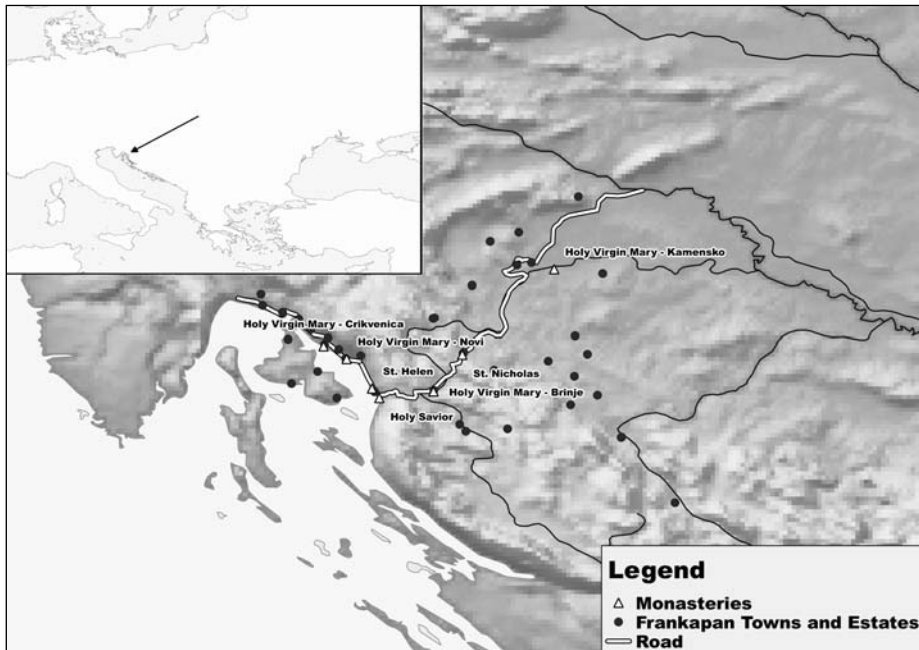 Holy Virgin Mary - Kamensko
Holy Virgin Mary - Crikvenica
Holy Virgin Mary - Novi
St. Helen
St. Nicholas
Holy Virgin Mary - Brinje
Holy Savior
Legend
Monasteries
Frankapan Towns and Estates
Road